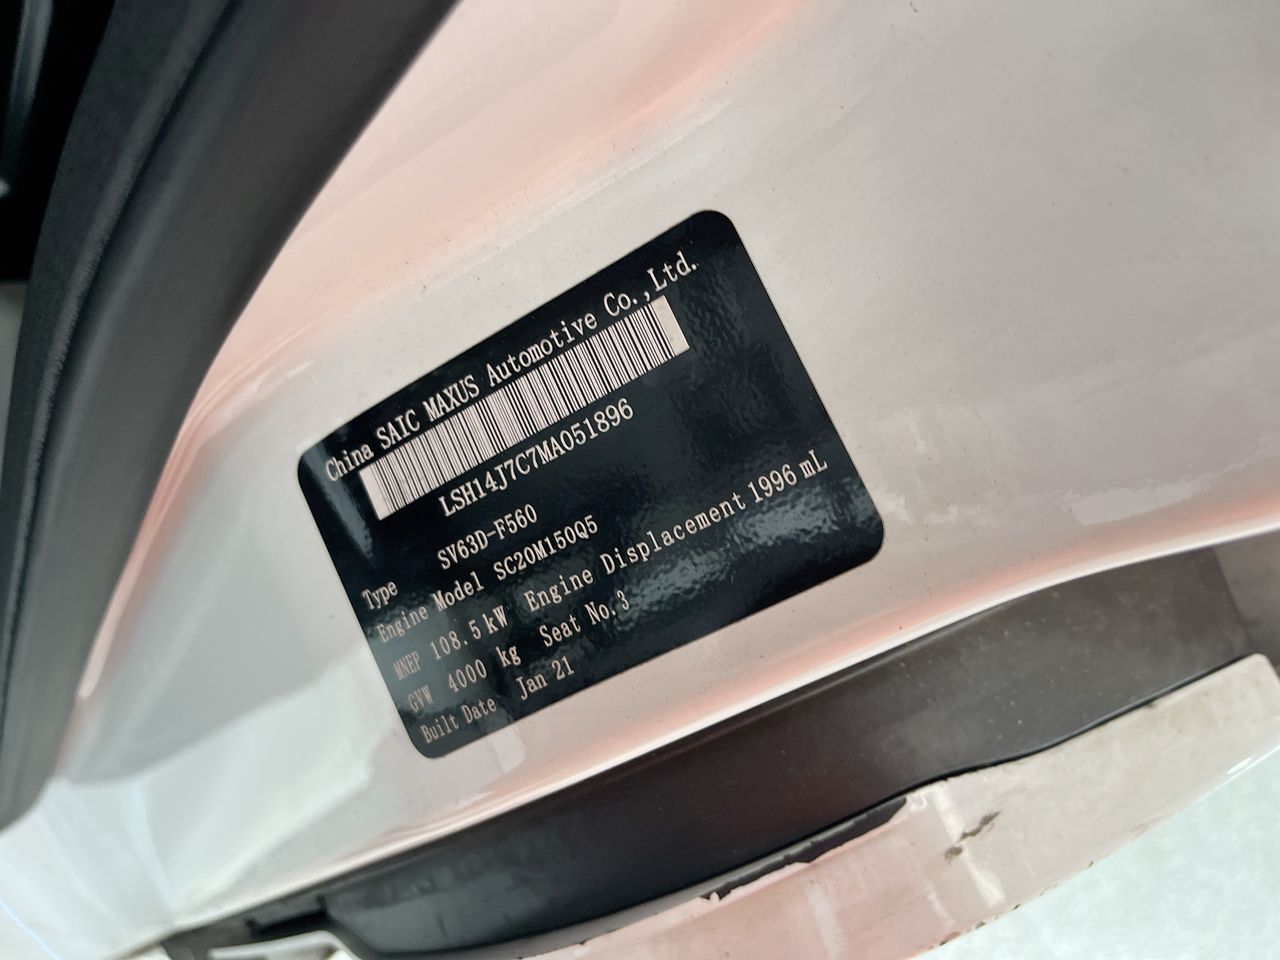 China SAIC MAXUS Automotive Co.,Ltd.
LSH14J7C7MA051896
Type SV63D-F560
Engine Model SC20M150Q5
MNEP 108.5 kW Engine Displacement 1996 mL
GVW 4000 kg Seat No. 3
Built Date Jan 21